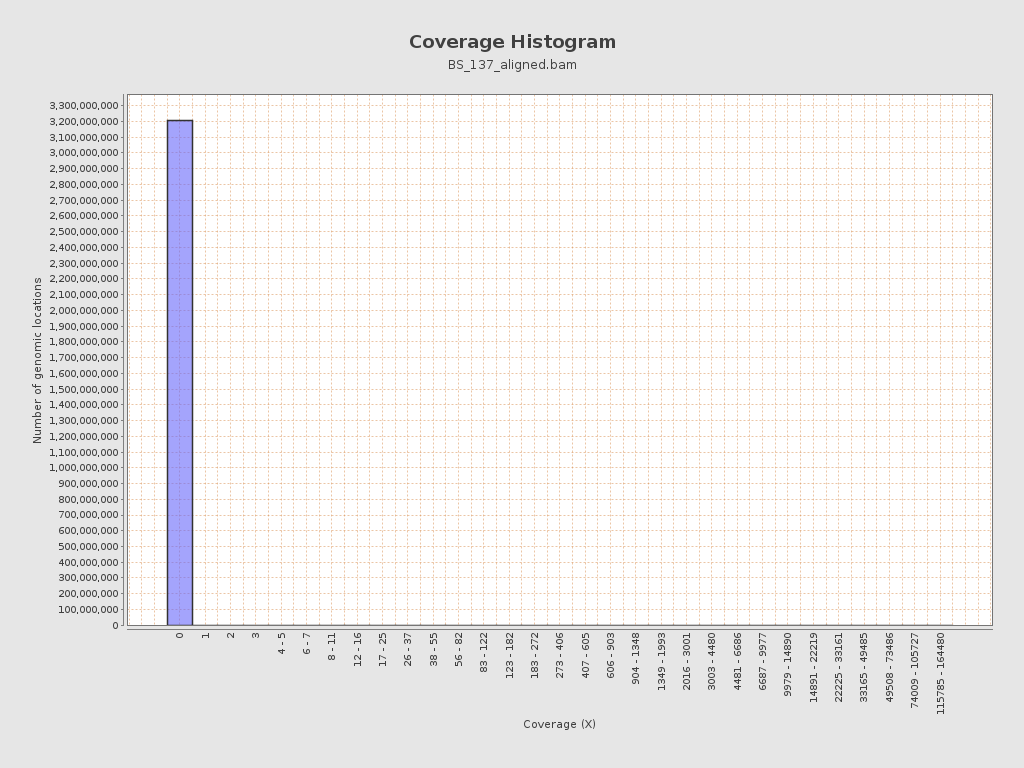 Coverage Histogram
BS_137_aligned.bam
3,300,000,000
3,200,000,000
3,100,000,000
3,000,000,000
2,900,000,000
2,800,000,000
2,700,000,000
2,600,000,000
2,500,000,000
2,400,000,000
2,300,000,000
2,200,000,000
2,100,000,000
2,000,000,000
1,900,000,000
1,800,000,000
1,700,000,000
1,600,000,000
1,500,000,000
1,400,000,000
1,300,000,000
1,200,000,000
1,100,000,000
1,000,000,000
900,000,000
800,000,000
700,000,000
600,000,000
500,000,000
400,000,000
300,000,000
200,000,000
100,000,000
0
Number of genomic locations
0
1
2
3
4 - 5
6 - 7
8 - 11
12 - 16
17 - 25
26 - 37
38 - 55
56 - 82
83 - 122
123 - 182
183 - 272
273 - 406
407 - 605
606 - 903
904 - 1348
1349 - 1993
2016 - 3001
3003 - 4480
4481 - 6686
6687 - 9977
9979 - 14890
14891 - 22219
22225 - 33161
33165 - 49485
49508 - 73486
74009 - 105727
115785 - 164480
Coverage (X)